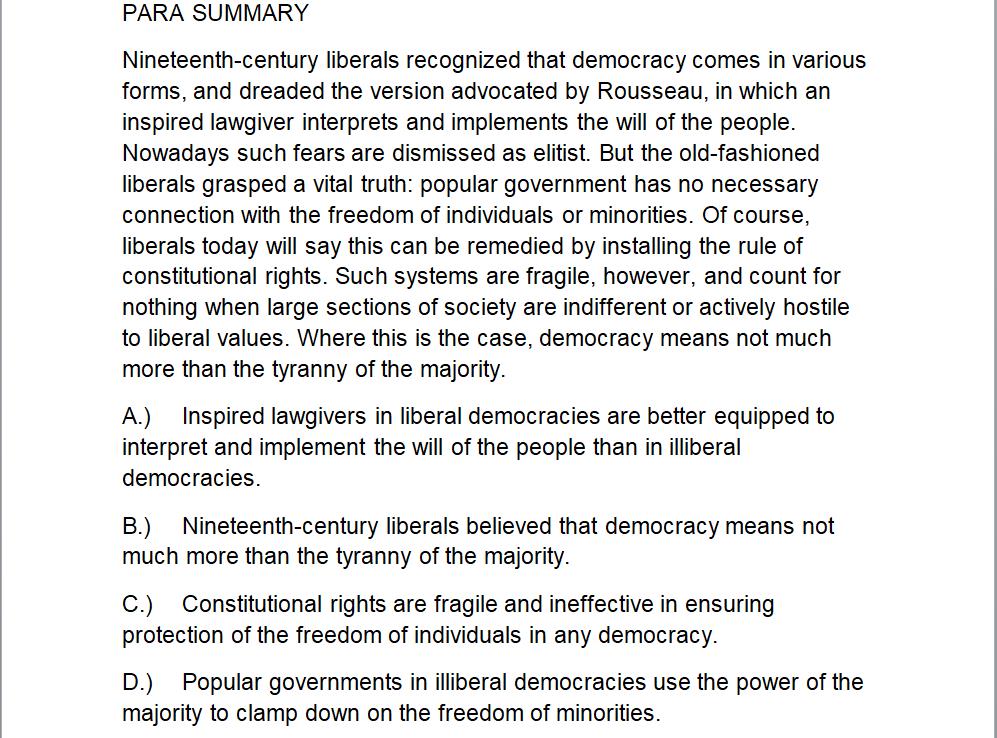 PARA SUMMARY
Nineteenth-century liberals recognized that democracy comes in various
forms, and dreaded the version advocated by Rousseau, in which an
inspired lawgiver interprets and implements the will of the people.
Nowadays such fears are dismissed as elitist. But the old-fashioned
liberals grasped a vital truth: popular government has no necessary
connection with the freedom of individuals or minorities. Of course,
liberals today will say this can be remedied by installing the rule of
constitutional rights. Such systems are fragile, however, and count for
nothing when large sections of society are indifferent or actively hostile
to liberal values. Where this is the case, democracy means not much
more than the tyranny of the majority.
A.) Inspired lawgivers in liberal democracies are better equipped to
interpret and implement the will of the people than in illiberal
democracies.
B.) Nineteenth-century liberals believed that democracy means not
much more than the tyranny of the majority.
C.) Constitutional rights are fragile and ineffective in ensuring
protection of the freedom of individuals in any democracy.
D.) Popular governments in illiberal democracies use the power of the
majority to clamp down on the freedom of minorities.